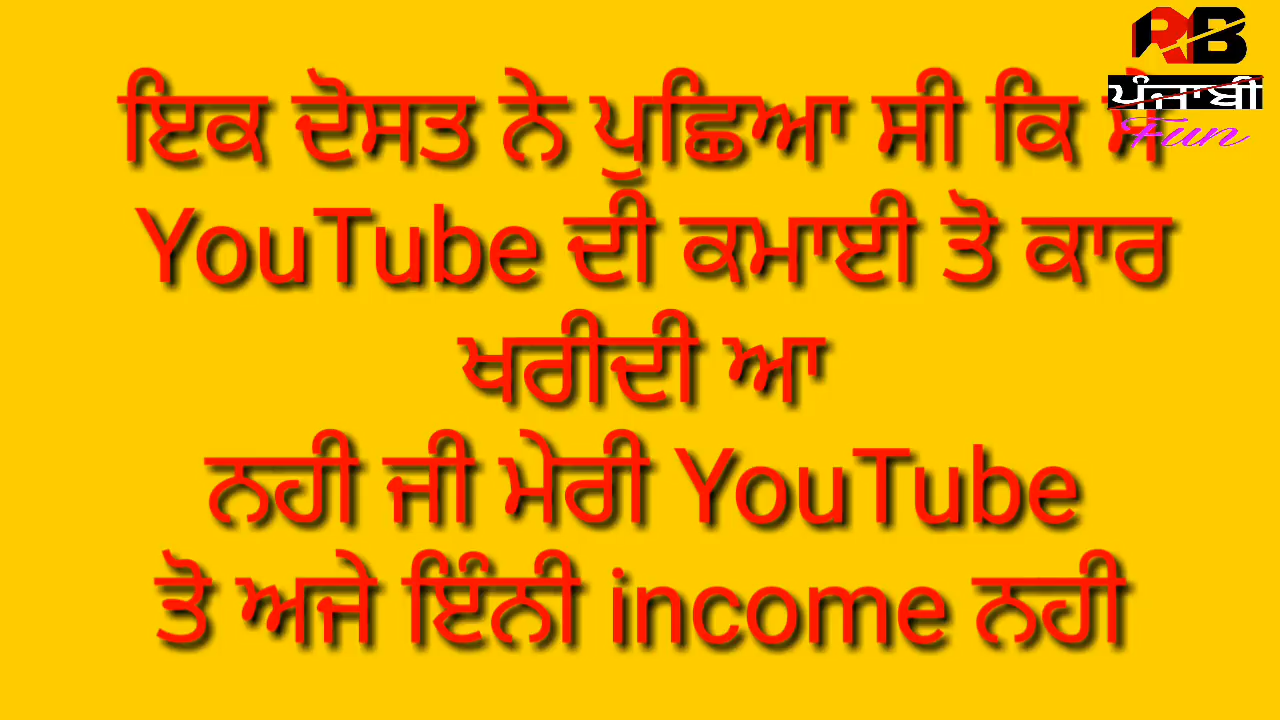 RB
ਪੰਜਾਬੀ
Fun
ਇਕ ਦੋਸਤ ਨੇ ਪੁਛਿਆ ਸੀ ਕਿ
YouTube ਦੀ ਕਮਾਈ ਤੋ ਕਾਰ
ਖਰੀਦੀ ਆ
ਨਹੀ ਜੀ ਮੇਰੀ YouTube
ਤੋ ਅਜੇ ਇੰਨੀ income ਨਹੀ